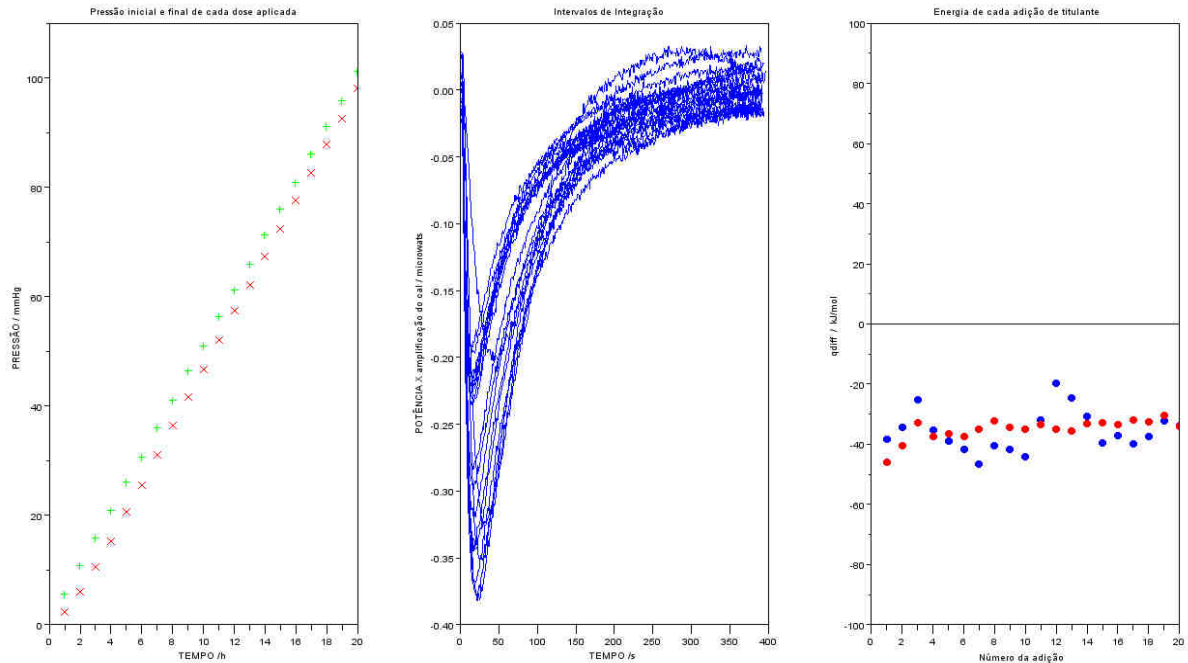 Pressão inicial e final de cada dose aplicada
PRESSÃO / mmHg
100
80
60
40
20
0
0 2 4 6 8 10 12 14 16 18 20
TEMPO /h
Intervalos de Integração
POTÊNCIA X amplificação do cal / microwats
0.05
0.00
-0.05
-0.10
-0.15
-0.20
-0.25
-0.30
-0.35
-0.40
0 50 100 150 200 250 300 350 400
TEMPO /s
Energia de cada adição de titulante
qdiff / kJ/mol
100
80
60
40
20
0
-20
-40
-60
-80
-100
0 2 4 6 8 10 12 14 16 18 20
Número da adição